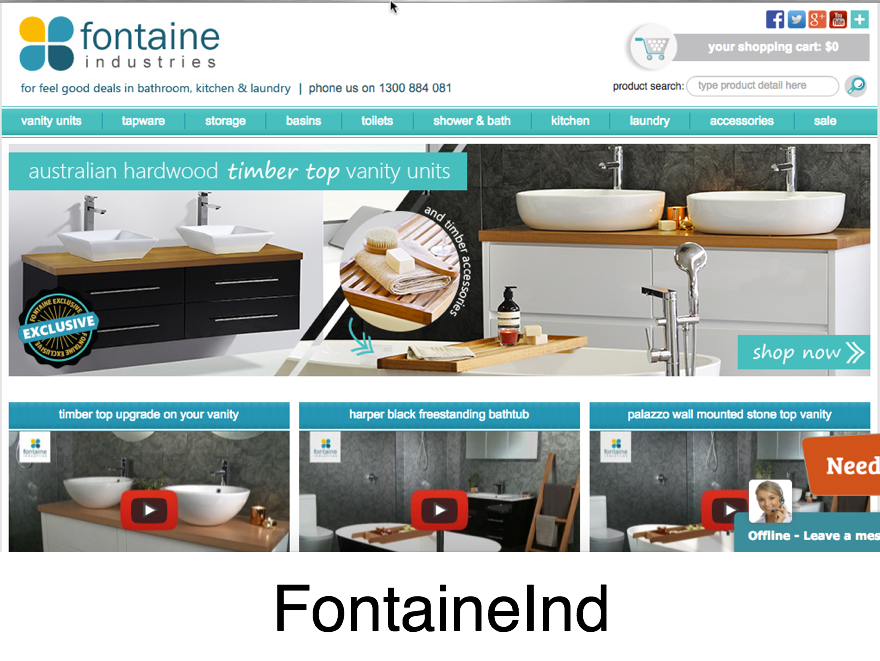 fontaine
industries
for feel good deals in bathroom, kitchen & laundry | phone us on 1300 884 081
your shopping cart: $0
product search: type product detail here
vanity units tapware storage basins toilets shower & bath kitchen laundry accessories sale
australian hardwood timber top vanity units
and timber accessories
FONTAINE EXCLUSIVE
EXCLUSIVE
FONTAINE EXCLUSIVE
shop now
timber top upgrade on your vanity
harper black freestanding bathtub
palazzo wall mounted stone top vanity
fontaine
fontaine
fontaine
Need
Offline - Leave a mes
FontaineInd